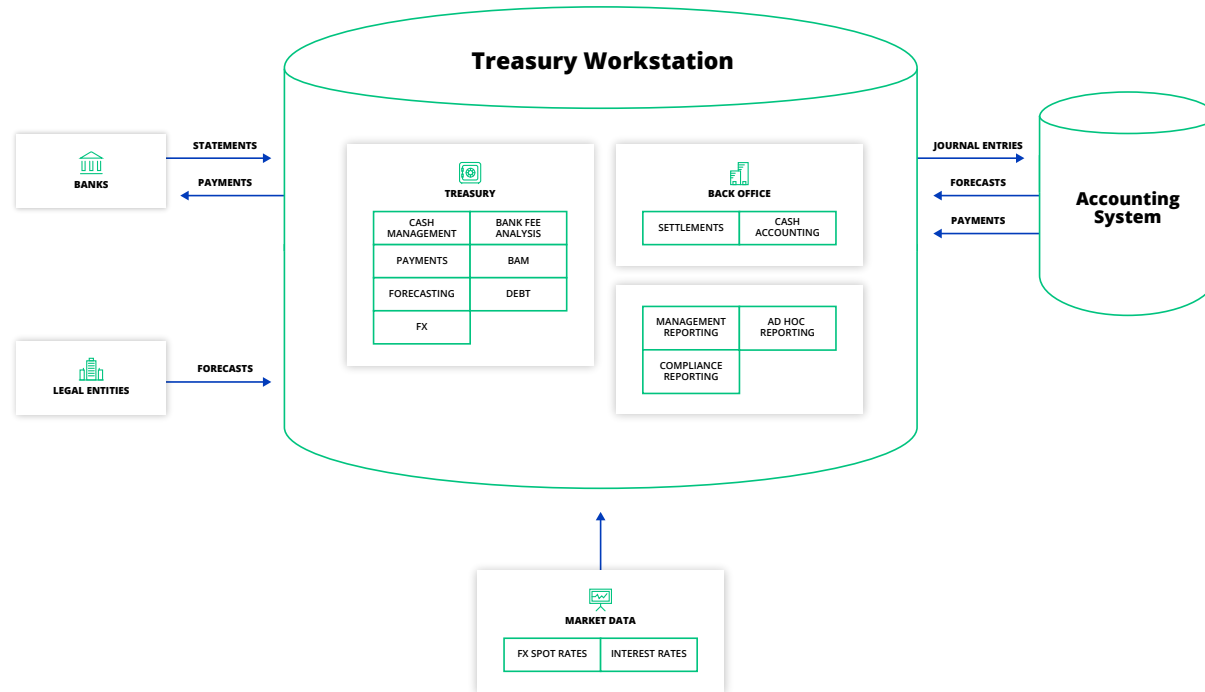 Treasury Workstation
BANKS
STATEMENTS
PAYMENTS
LEGAL ENTITIES
FORECASTS
TREASURY
CASH
MANAGEMENT
BANK FEE
ANALYSIS
PAYMENTS
BAM
FORECASTING
DEBT
FX
BACK OFFICE
SETTLEMENTS
CASH
ACCOUNTING
MANAGEMENT
REPORTING
AD HOC
REPORTING
COMPLIANCE
REPORTING
JOURNAL ENTRIES
FORECASTS
PAYMENTS
Accounting
System
MARKET DATA
FX SPOT RATES
INTEREST RATES